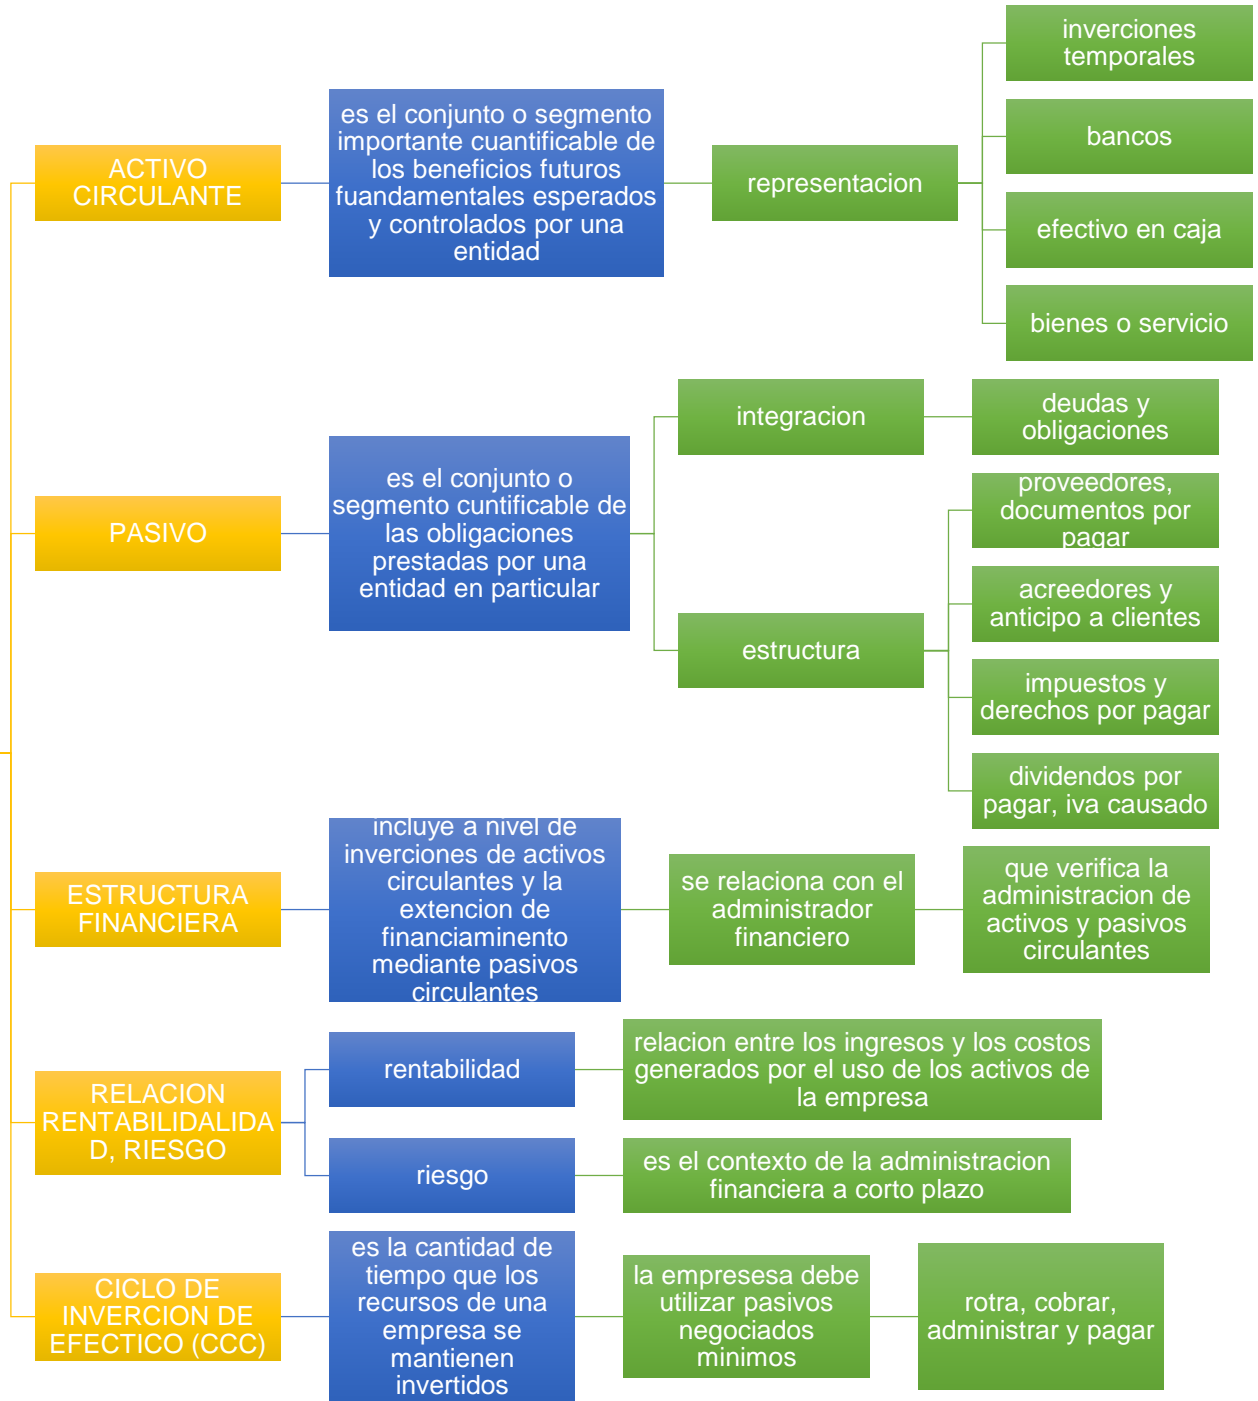 ACTIVO
CIRCULANTE
es el conjunto o segmento
importante cuantificable de
los beneficios futuros
fuandamentales esperados
y controlados por una
entidad
representacion
inverciones
temporales
bancos
efectivo en caja
bienes o servicio
PASIVO
es el conjunto o
segmento cuntificable de
las obligaciones
prestadas por una
entidad en particular
integracion
deudas y
obligaciones
estructura
proveedores,
documentos por
pagar
acreedores y
anticipo a clientes
impuestos y
derechos por pagar
dividendos por
pagar, iva causado
ESTRUCTURA
FINANCIERA
incluye a nivel de
inverciones de activos
circulantes y la
extencion de
financiaminento
mediante pasivos
circulantes
se relaciona con el
administrador
financiero
que verifica la
administracion de
activos y pasivos
circulantes
RELACION
RENTABILIDALIDA
D, RIESGO
rentabilidad
relacion entre los ingresos y los costos
generados por el uso de los activos de
la empresa
riesgo
es el contexto de la administracion
financiera a corto plazo
CICLO DE
INVERCION DE
EFECTICO (CCC)
es la cantidad de
tiempo que los
recursos de una
empresa se
mantienen
invertidos
la empresesa debe
utilizar pasivos
negociados
minimos
rotra, cobrar,
administrar y pagar